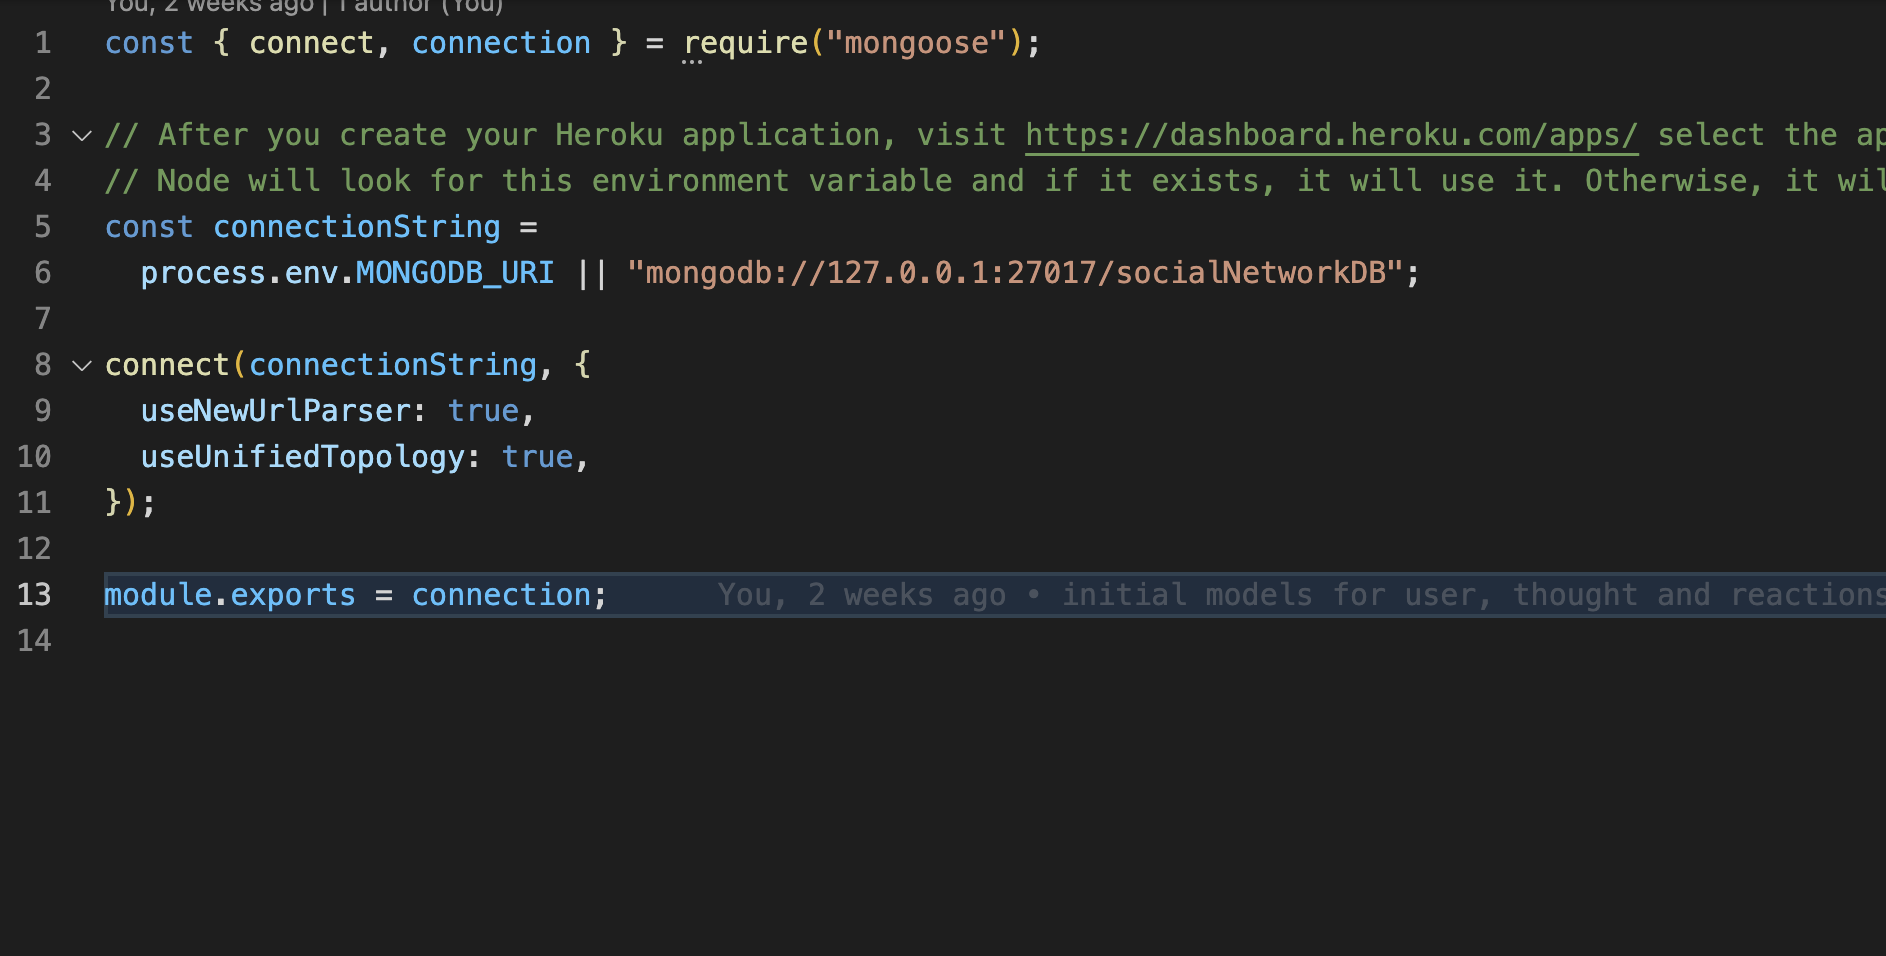 You, 2 weeks ago | 1 author (You)
1 const { connect, connection } = require("mongoose");
2
3 // After you create your Heroku application, visit https://dashboard.heroku.com/apps/ select the ap
4 // Node will look for this environment variable and if it exists, it will use it. Otherwise, it wil
5 const connectionString =
6 process.env.MONGODB_URI || "mongodb://127.0.0.1:27017/socialNetworkDB";
7
8 connect(connectionString, {
9 useNewUrlParser: true,
10 useUnifiedTopology: true,
11 });
12
13 module.exports = connection; You, 2 weeks ago • initial models for user, thought and reactions
14